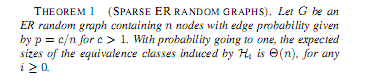 THEOREM 1 (SPARSE ER RANDOM GRAPHS). Let G be an
ER random graph containing n nodes with edge probability given
by p = c/n for c > 1. With probability going to one, the expected
sizes of the equivalence classes induced by ℋᵢ is Θ(n), for any
i ≥ 0.